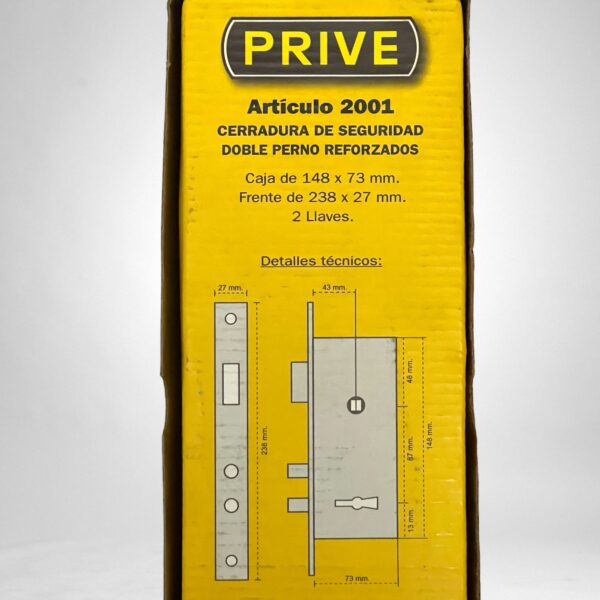 PRIVE
Artículo 2001
CERRADURA DE SEGURIDAD
DOBLE PERNO REFORZADOS
Caja de 148 x 73 mm.
Frente de 238 x 27 mm.
2 Llaves.
Detalles técnicos:
27 mm.
43 mm.
48 mm.
238 mm.
87 mm.
148 mm.
13 mm.
73 mm.